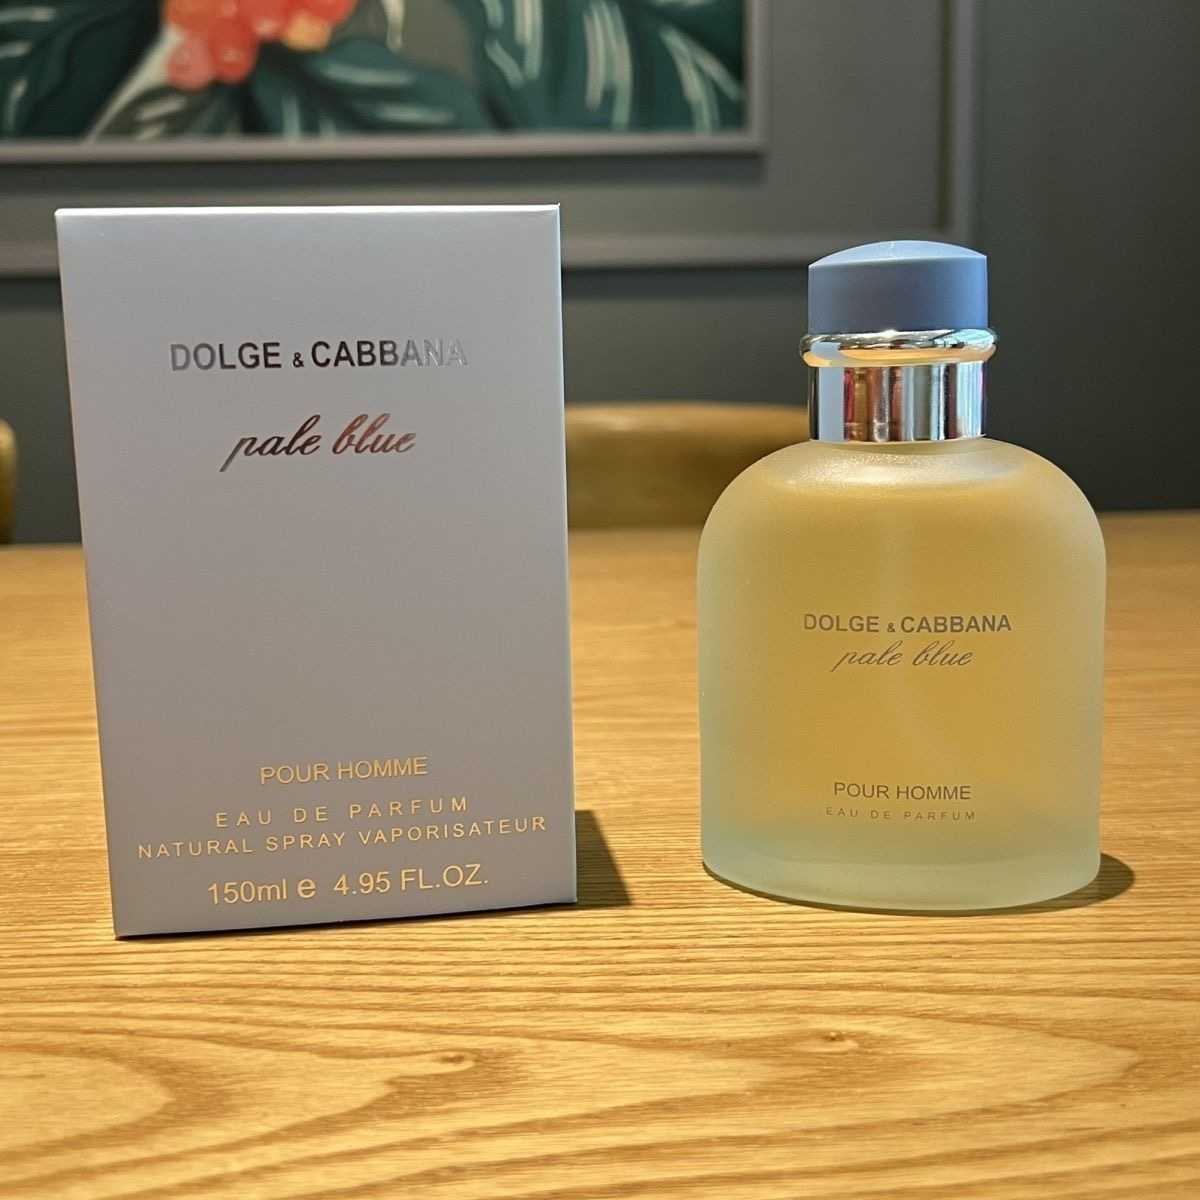 DOLGE & CABBANA
pale blue
POUR HOMME
EAU DE PARFUM
NATURAL SPRAY VAPORISATEUR
150ml e 4.95 FL.OZ.
DOLGE & CABBANA
pale blue
POUR HOMME
EAU DE PARFUM